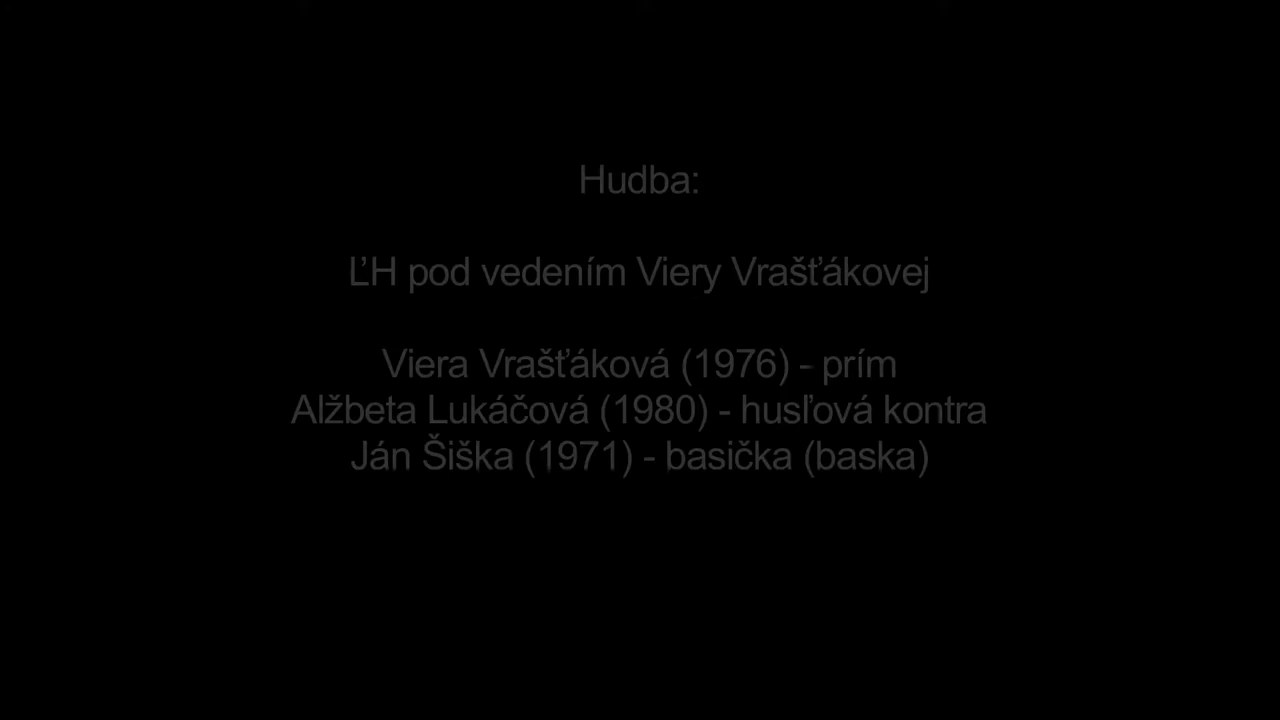 Hudba:
ĽH pod vedením Viery Vrašťákovej
Viera Vrašťáková (1976) - prím
Alžbeta Lukáčová (1980) - husľová kontra
Ján Šiška (1971) - basička (baska)